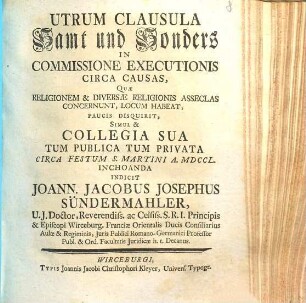 UTRUM CLAUSULA
Samt und Sonders
IN
COMMISSIONE EXECUTIONIS
CIRCA CAUSAS,
QUÆ
RELIGIONEM & DIVERSÆ RELIGIONIS ASSECLAS
CONCERNUNT, LOCUM HABEAT,
PAUCIS DISQUIRIT,
SIMUL &
COLLEGIA SUA
TUM PUBLICA TUM PRIVATA
CIRCA FESTUM S. MARTINI A. MDCCL.
INCHOANDA
INDICIT
JOANN. JACOBUS JOSEPHUS
SÜNDERMAHLER,
U.J. Doctor, Reverendiss. ac Celsiss. S.R.I. Principis
& Episcopi Wirceburg. Franciæ Orientalis Ducis Consiliarius
Aulæ & Regiminis, Juris Publici Romano-Germanici Professor
Publ. & Ord. Facultatis Juridicæ h. t. Decanus.
WIRCEBURGI,
TYPIS Joannis Jacobi Christophori Kleyer, Universf. Typogr.